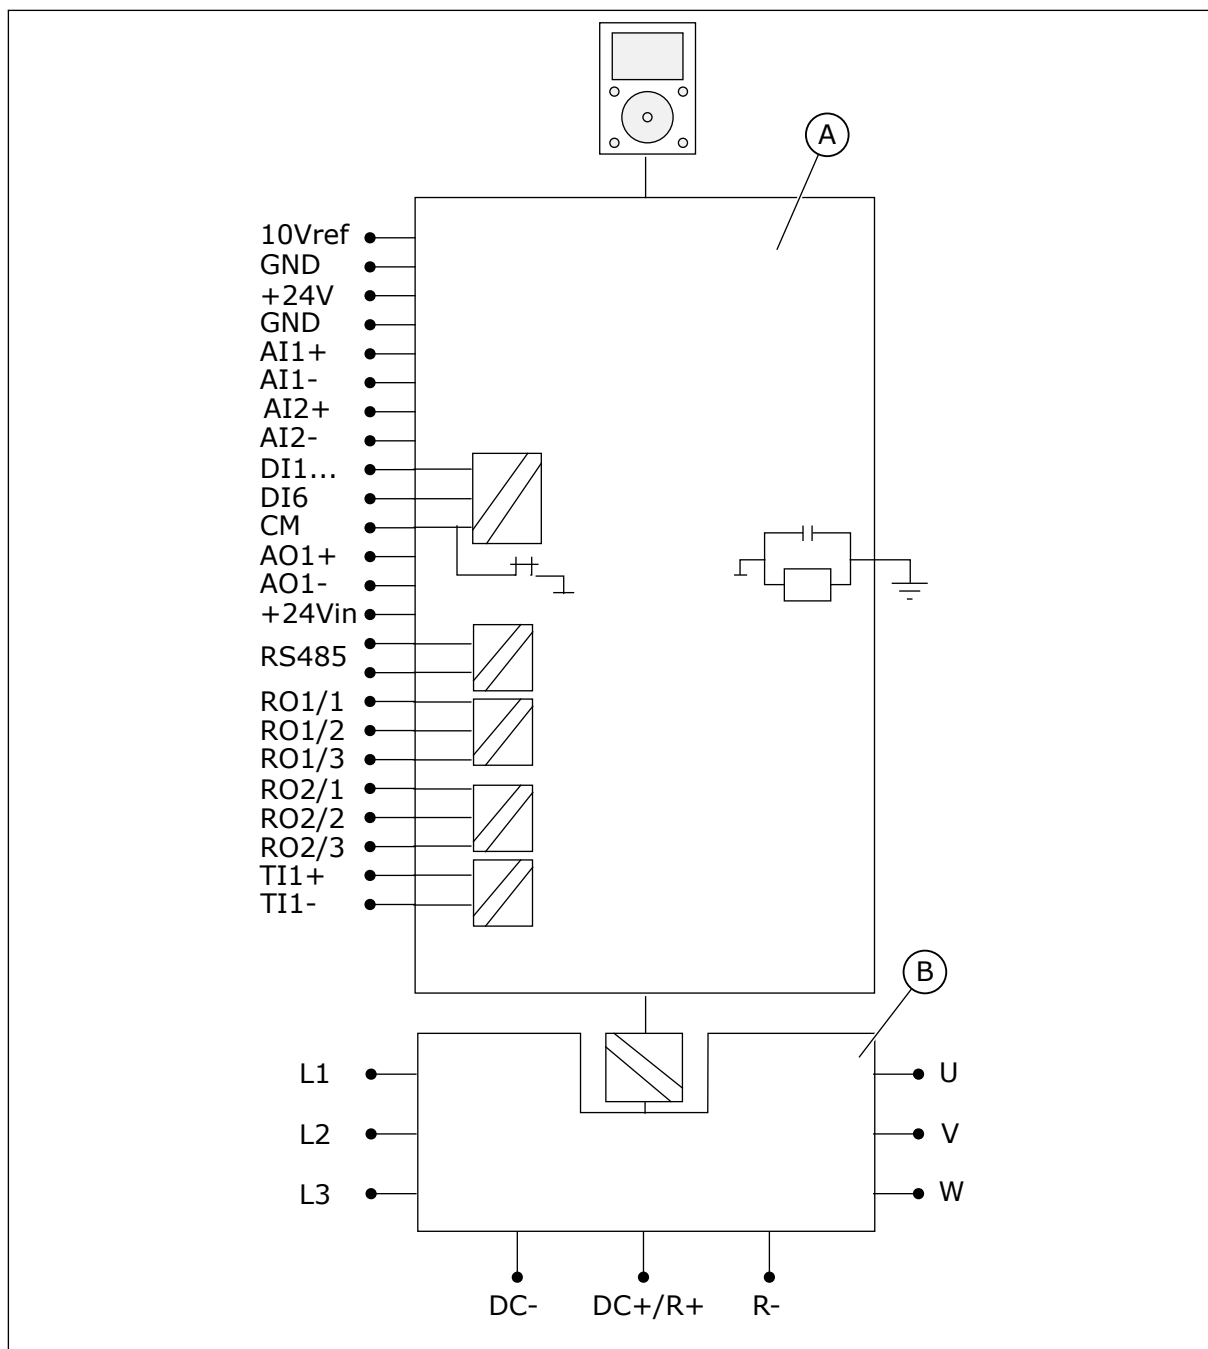 A
10Vref
GND
+24V
GND
AI1+
AI1-
AI2+
AI2-
DI1...
DI6
CM
AO1+
AO1-
+24Vin
RS485
RO1/1
RO1/2
RO1/3
RO2/1
RO2/2
RO2/3
TI1+
TI1-
B
L1
U
L2
V
L3
W
DC-
DC+/R+
R-